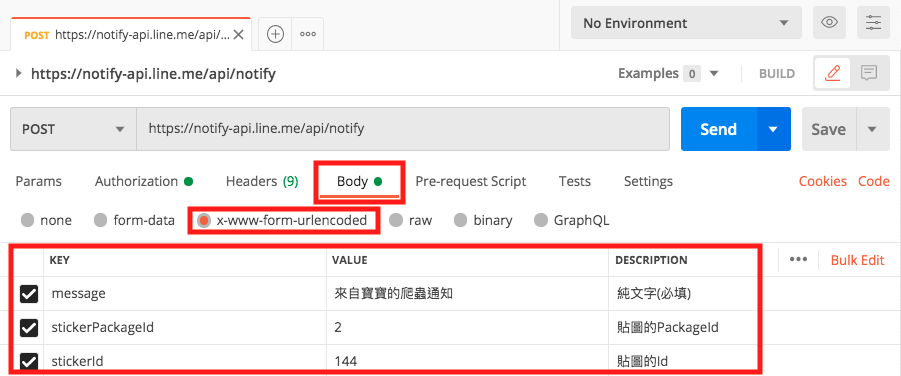 POST https://notify-api.line.me/api/... No Environment
https://notify-api.line.me/api/notify Examples 0 BUILD
POST https://notify-api.line.me/api/notify Send Save
Params Authorization Headers (9) Body Pre-request Script Tests Settings Cookies Code
none form-data x-www-form-urlencoded raw binary GraphQL
KEY VALUE DESCRIPTION ••• Bulk Edit
message 來自寶寶的爬蟲通知 純文字(必填)
stickerPackageId 2 貼圖的PackageId
stickerId 144 貼圖的Id